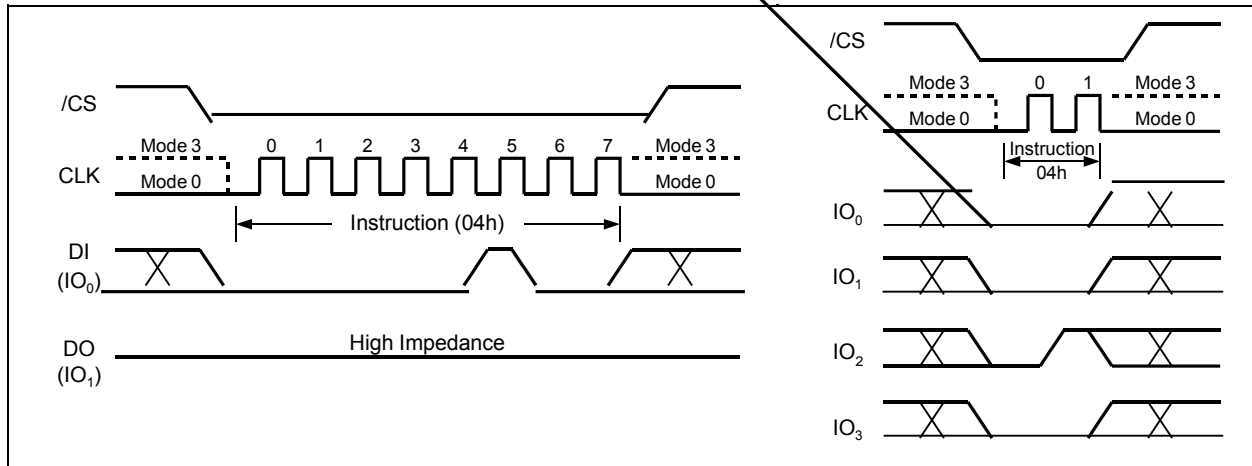 /CS
Mode 3
0 1 2 3 4 5 6 7
Mode 3
CLK
Mode 0
Mode 0
Instruction (04h)
DI
(IO₀)
DO
(IO₁)
High Impedance
/CS
Mode 3
0 1
Mode 3
CLK
Mode 0
Mode 0
Instruction
04h
IO₀
IO₁
IO₂
IO₃